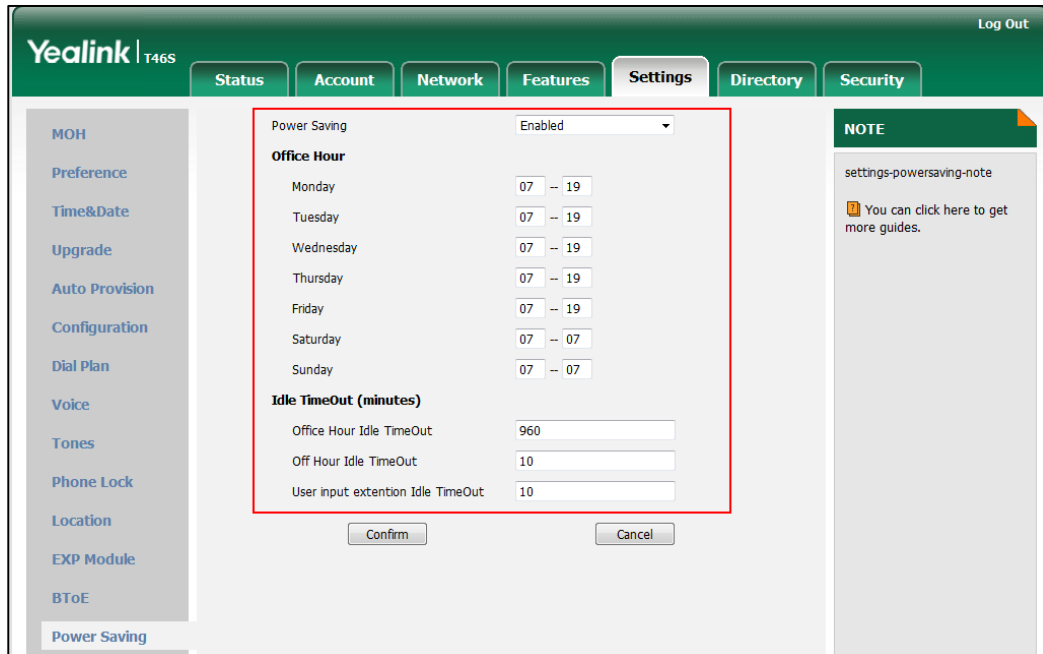 Log Out
Yealink | T46S
Status Account Network Features Settings Directory Security
MOH
Preference
Time&Date
Upgrade
Auto Provision
Configuration
Dial Plan
Voice
Tones
Phone Lock
Location
EXP Module
BToE
Power Saving
Power Saving Enabled
Office Hour
Monday 07 -- 19
Tuesday 07 -- 19
Wednesday 07 -- 19
Thursday 07 -- 19
Friday 07 -- 19
Saturday 07 -- 07
Sunday 07 -- 07
Idle TimeOut (minutes)
Office Hour Idle TimeOut 960
Off Hour Idle TimeOut 10
User input extention Idle TimeOut 10
Confirm Cancel
NOTE
settings-powersaving-note
? You can click here to get
more guides.